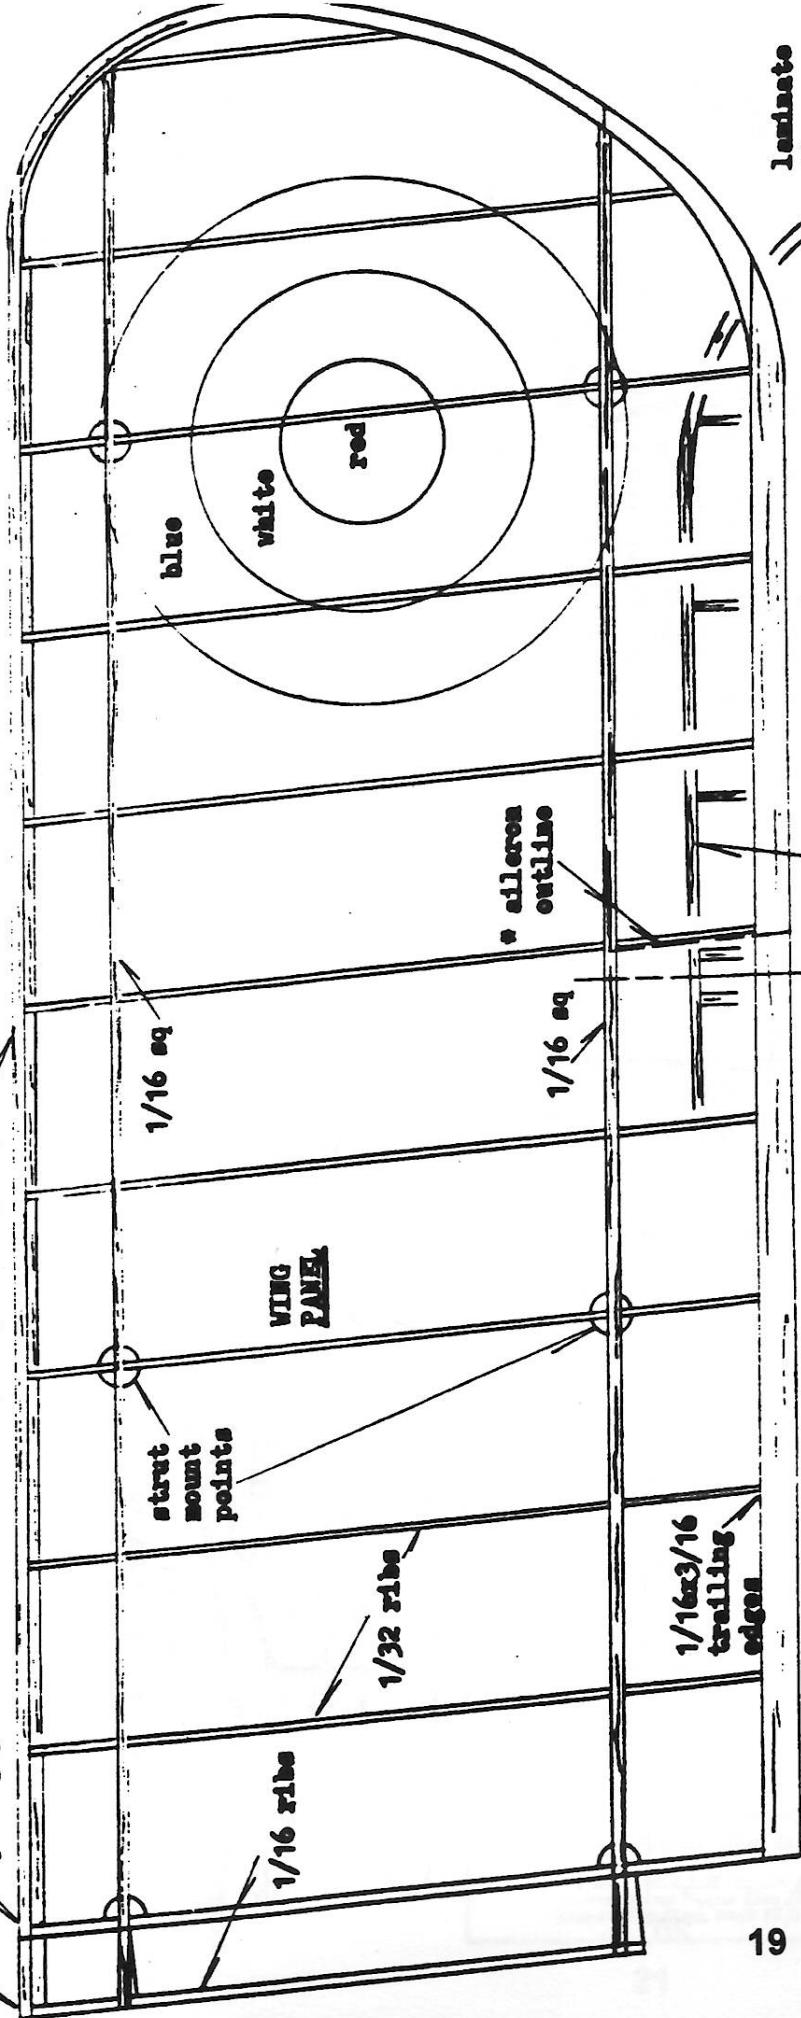 laminate
blue
white
red
* aileron
outline
1/16 sq
1/16 sq
WING
PANEL
strut
mount
points
1/32 ribs
1/16x3/16
trailing
edges
1/16 ribs
19